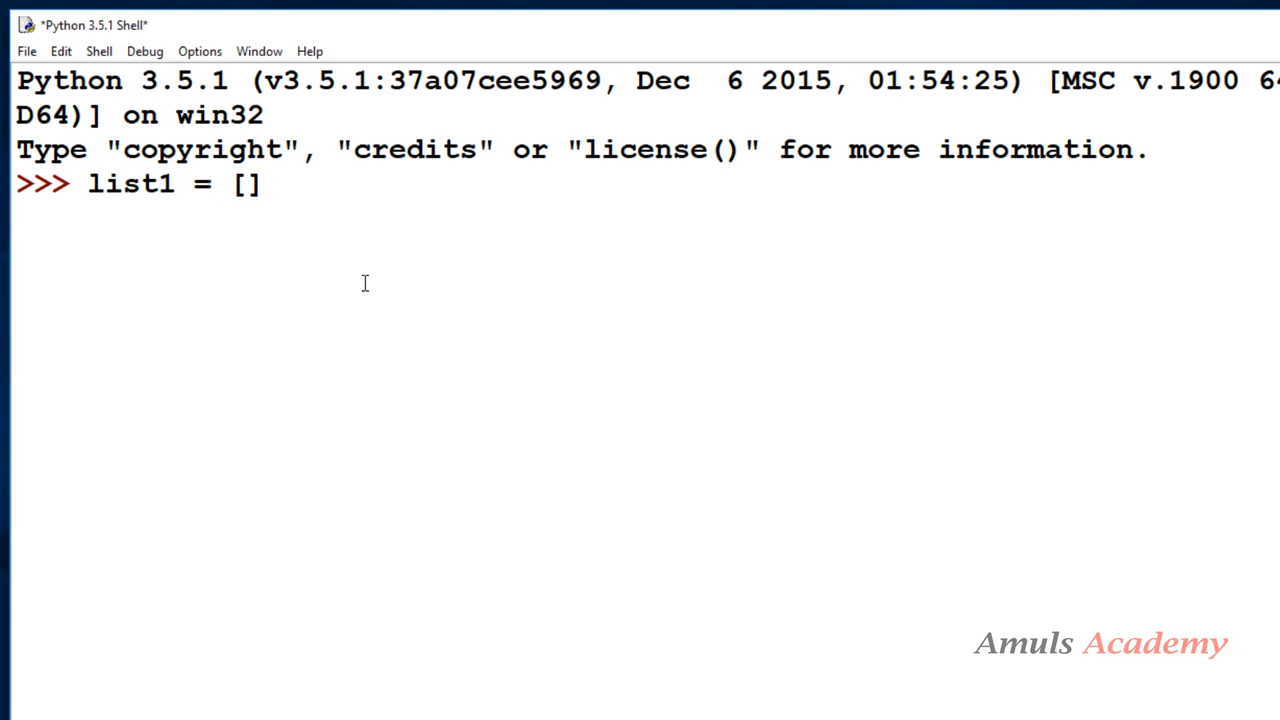 *Python 3.5.1 Shell*
File Edit Shell Debug Options Window Help
Python 3.5.1 (v3.5.1:37a07cee5969, Dec  6 2015, 01:54:25) [MSC v.1900 64
D64)] on win32
Type "copyright", "credits" or "license()" for more information.
>>> list1 = []
Amuls Academy